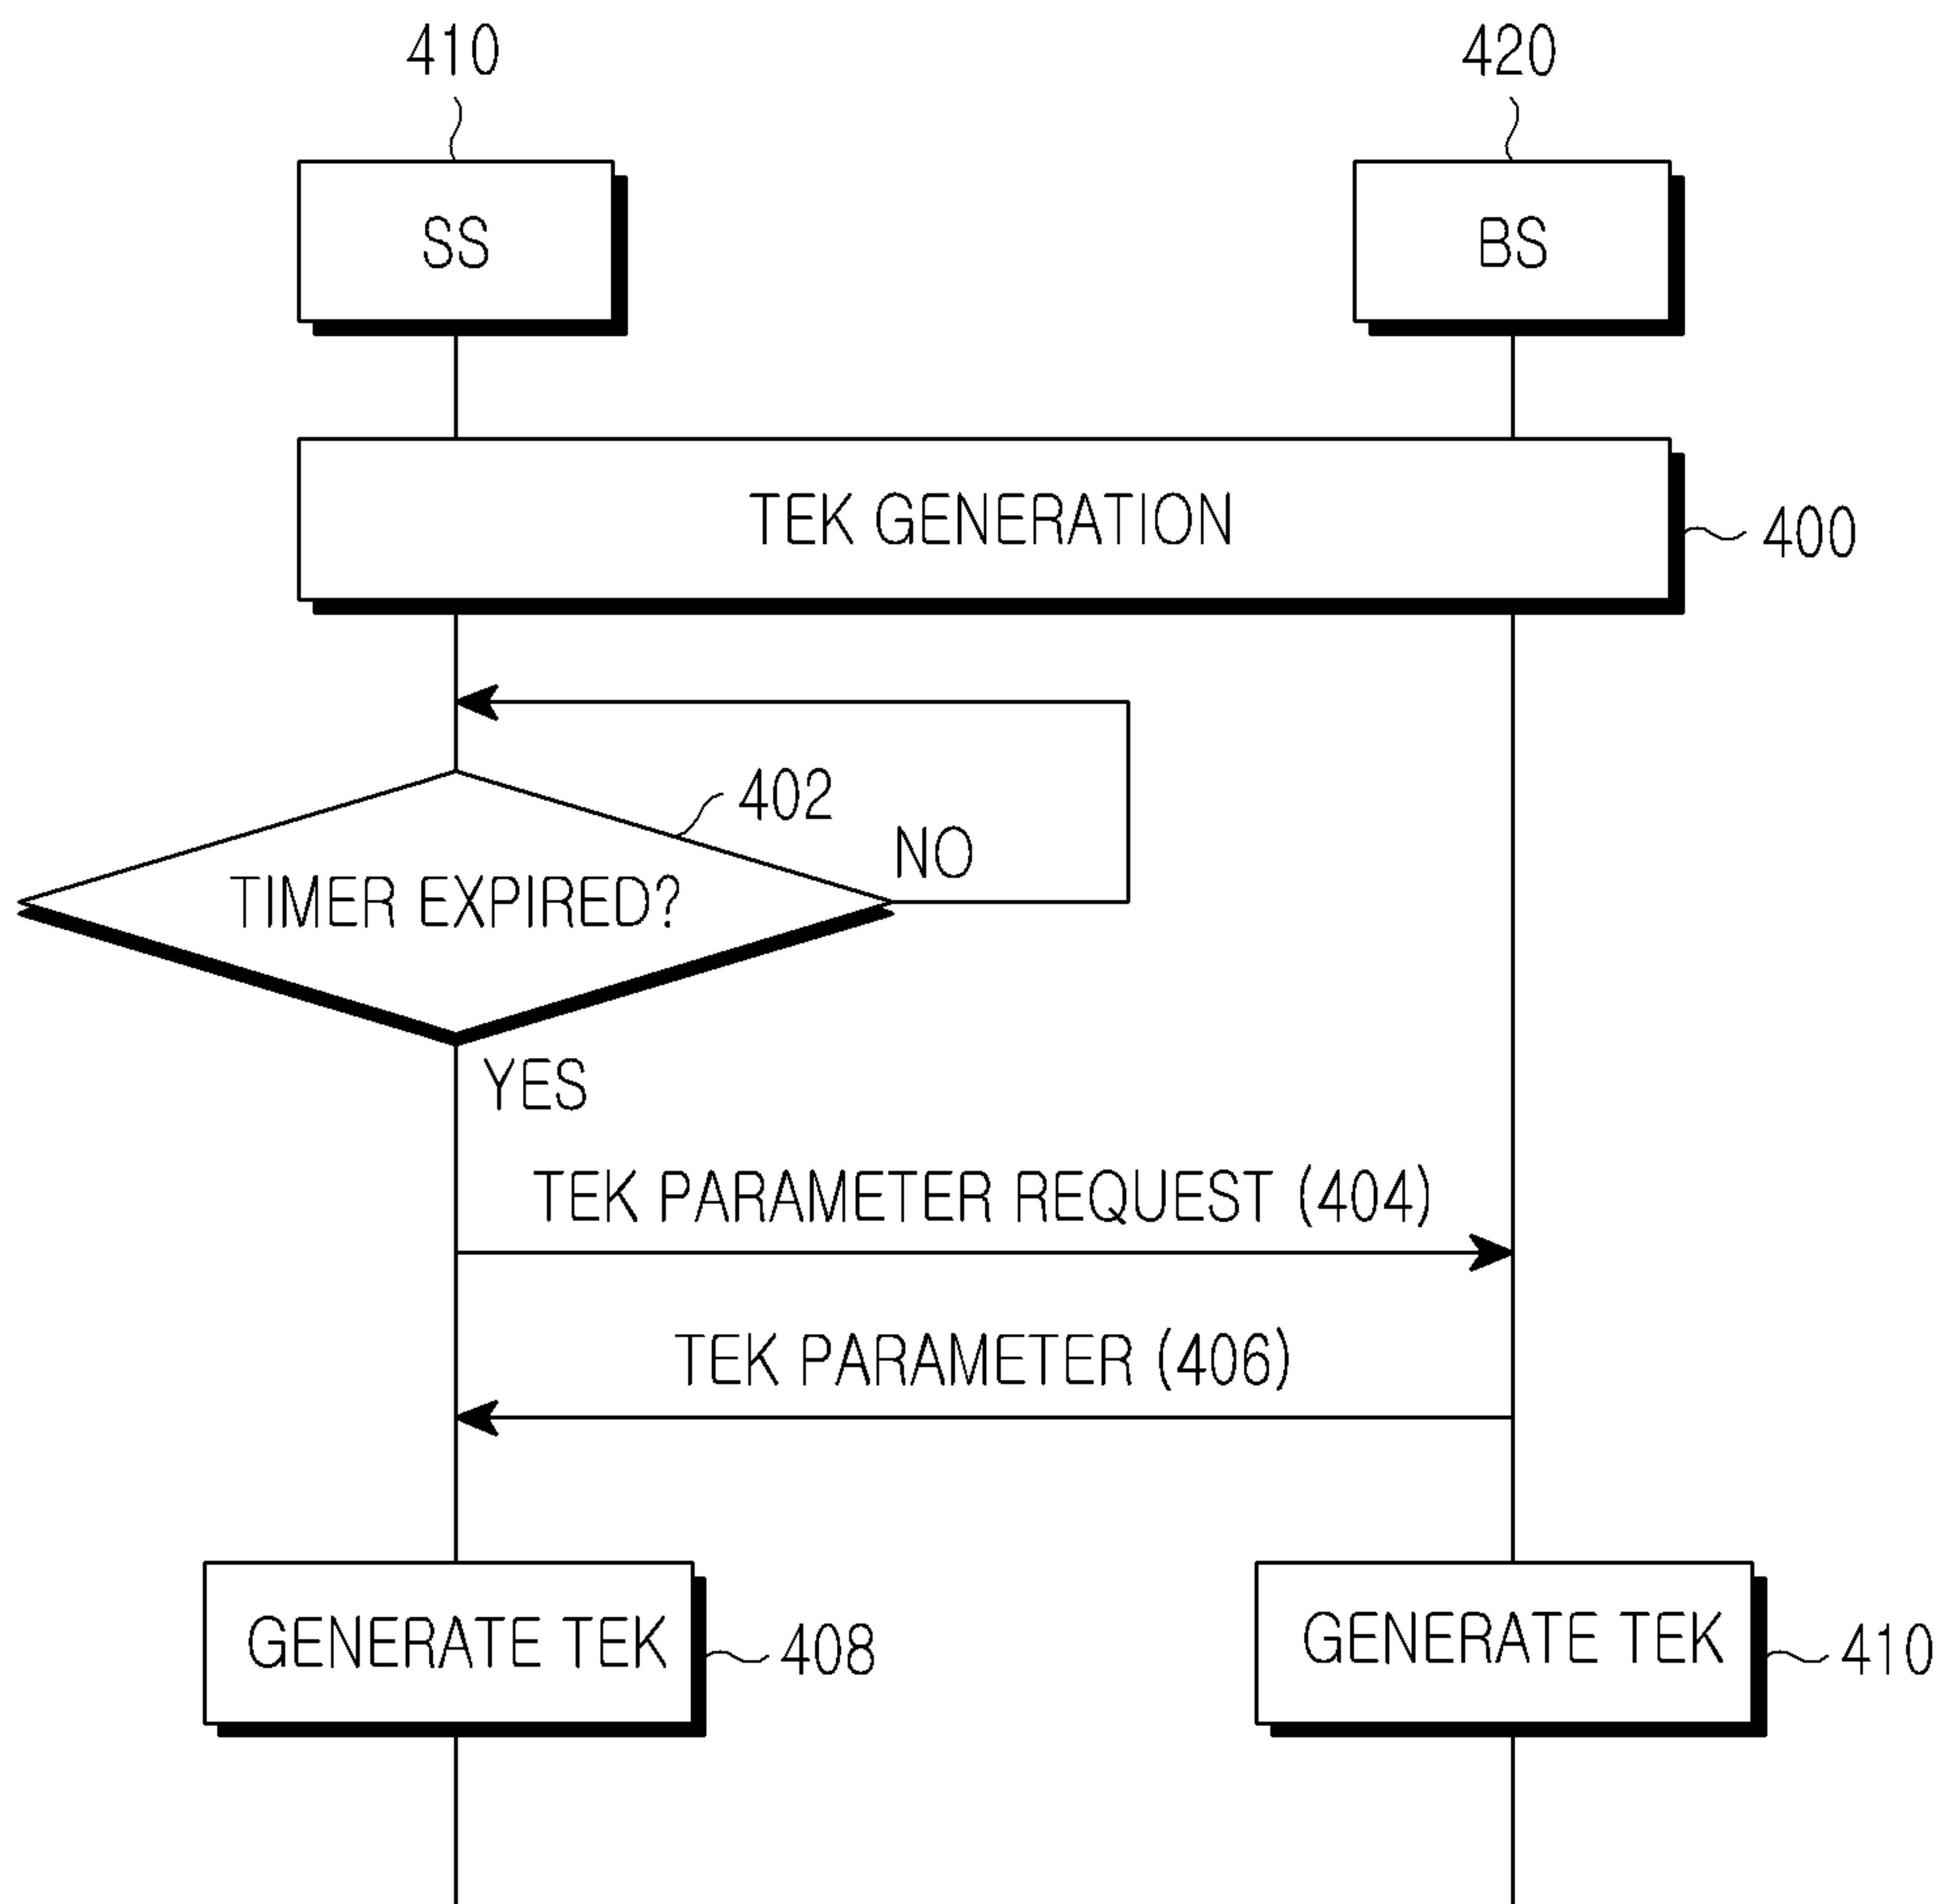 410
420
SS
BS
TEK GENERATION
400
402
NO
TIMER EXPIRED?
YES
TEK PARAMETER REQUEST (404)
TEK PARAMETER (406)
GENERATE TEK
408
GENERATE TEK
410